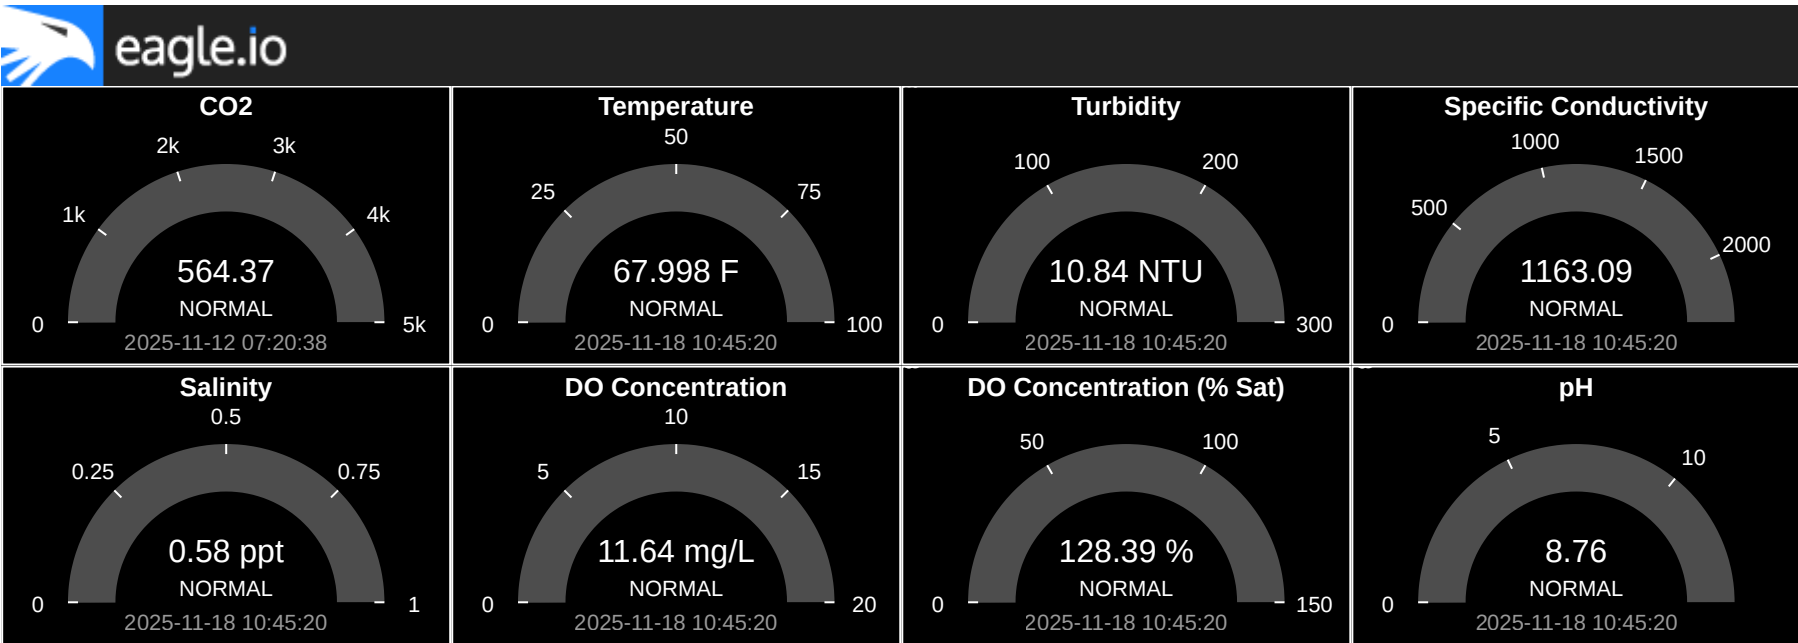 eagle.io
CO2
2k
3k
1k
4k
564.37
NORMAL
0
5k
2025-11-12 07:20:38
Temperature
50
25
75
67.998 F
NORMAL
0
100
2025-11-18 10:45:20
Turbidity
100
200
10.84 NTU
NORMAL
0
300
2025-11-18 10:45:20
Specific Conductivity
1000
1500
500
2000
1163.09
NORMAL
0
2025-11-18 10:45:20
Salinity
0.5
0.25
0.75
0.58 ppt
NORMAL
0
1
2025-11-18 10:45:20
DO Concentration
10
5
15
11.64 mg/L
NORMAL
0
20
2025-11-18 10:45:20
DO Concentration (% Sat)
50
100
128.39 %
NORMAL
0
150
2025-11-18 10:45:20
pH
5
10
8.76
NORMAL
0
2025-11-18 10:45:20